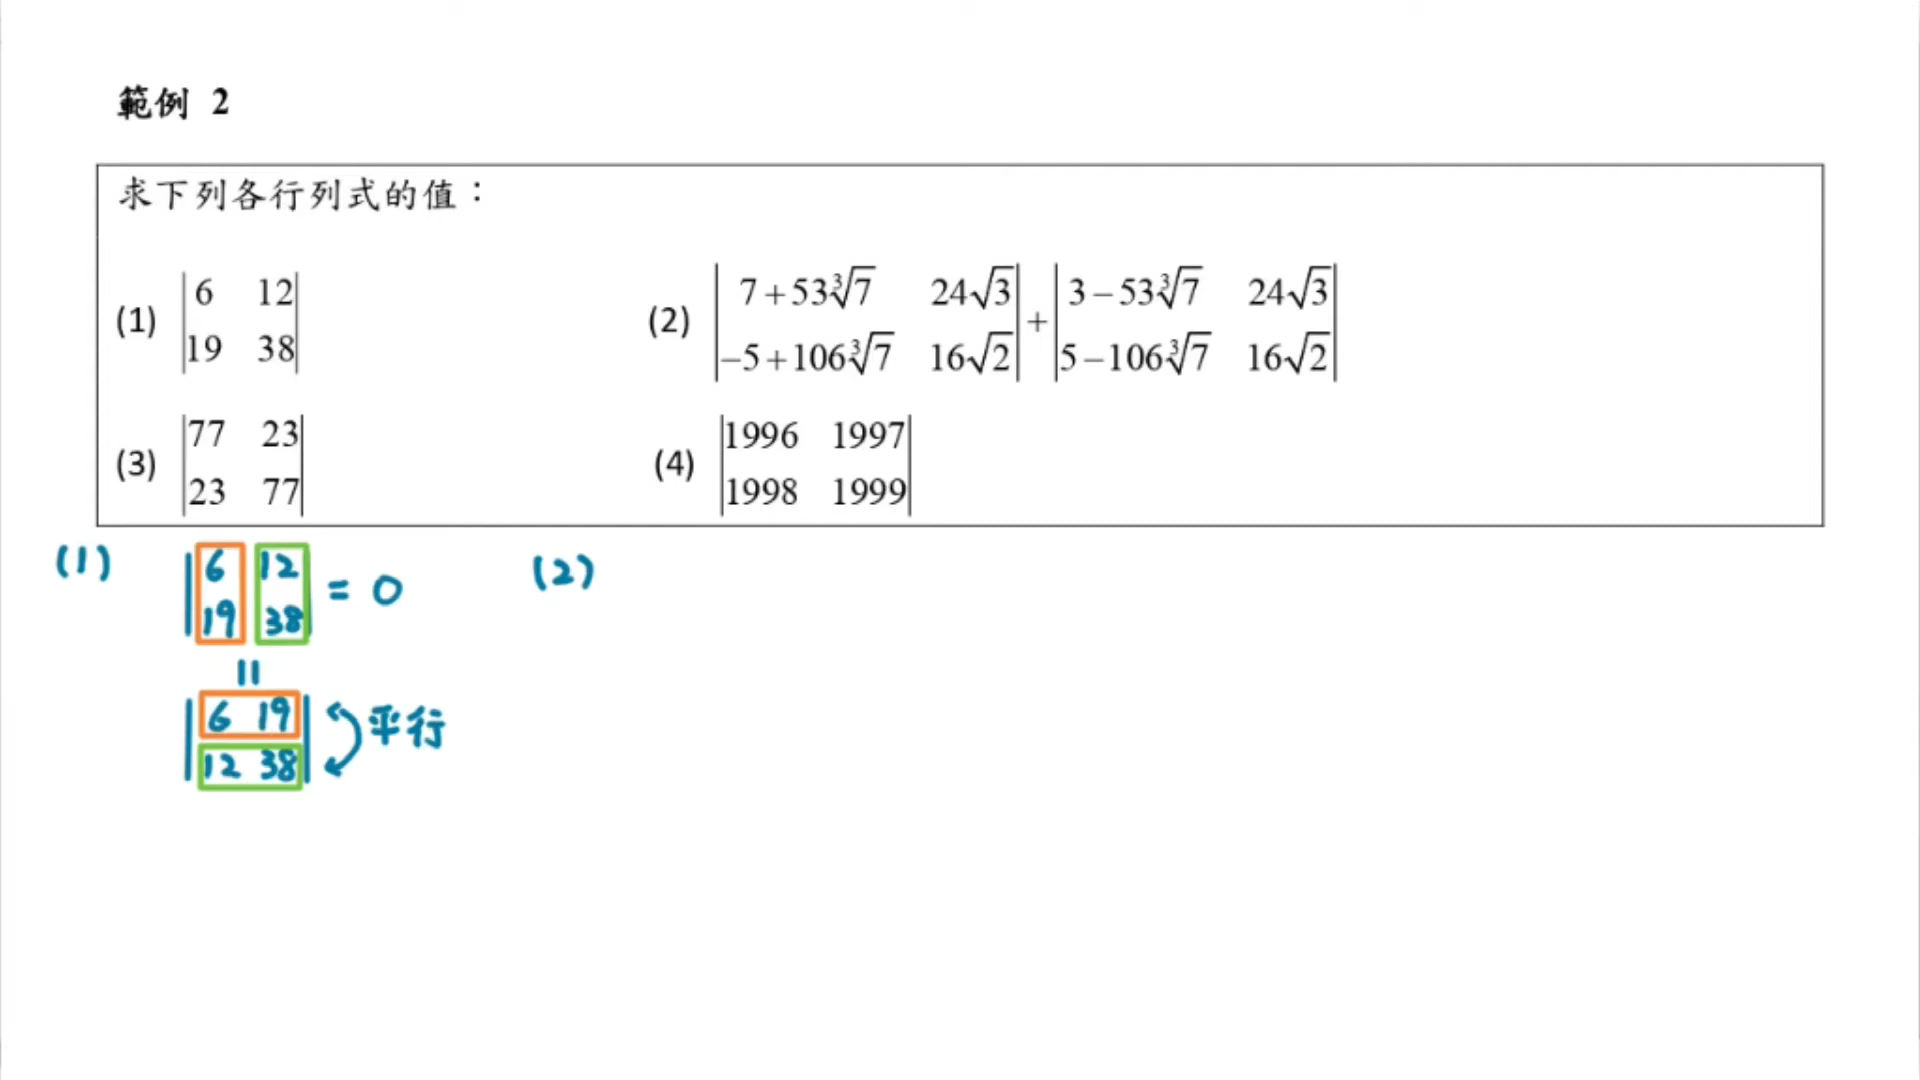 範例 2
求下列各行列式的值：
(1) |6 12| (2) |7+53∛7 24√3| + |3−53∛7 24√3|
|19 38| |−5+106∛7 16√2| |5−106∛7 16√2|
(3) |77 23| (4) |1996 1997|
|23 77| |1998 1999|
(1) |6 12| = 0 (2)
|19 38|
=
|6 19| 平行
|12 38|